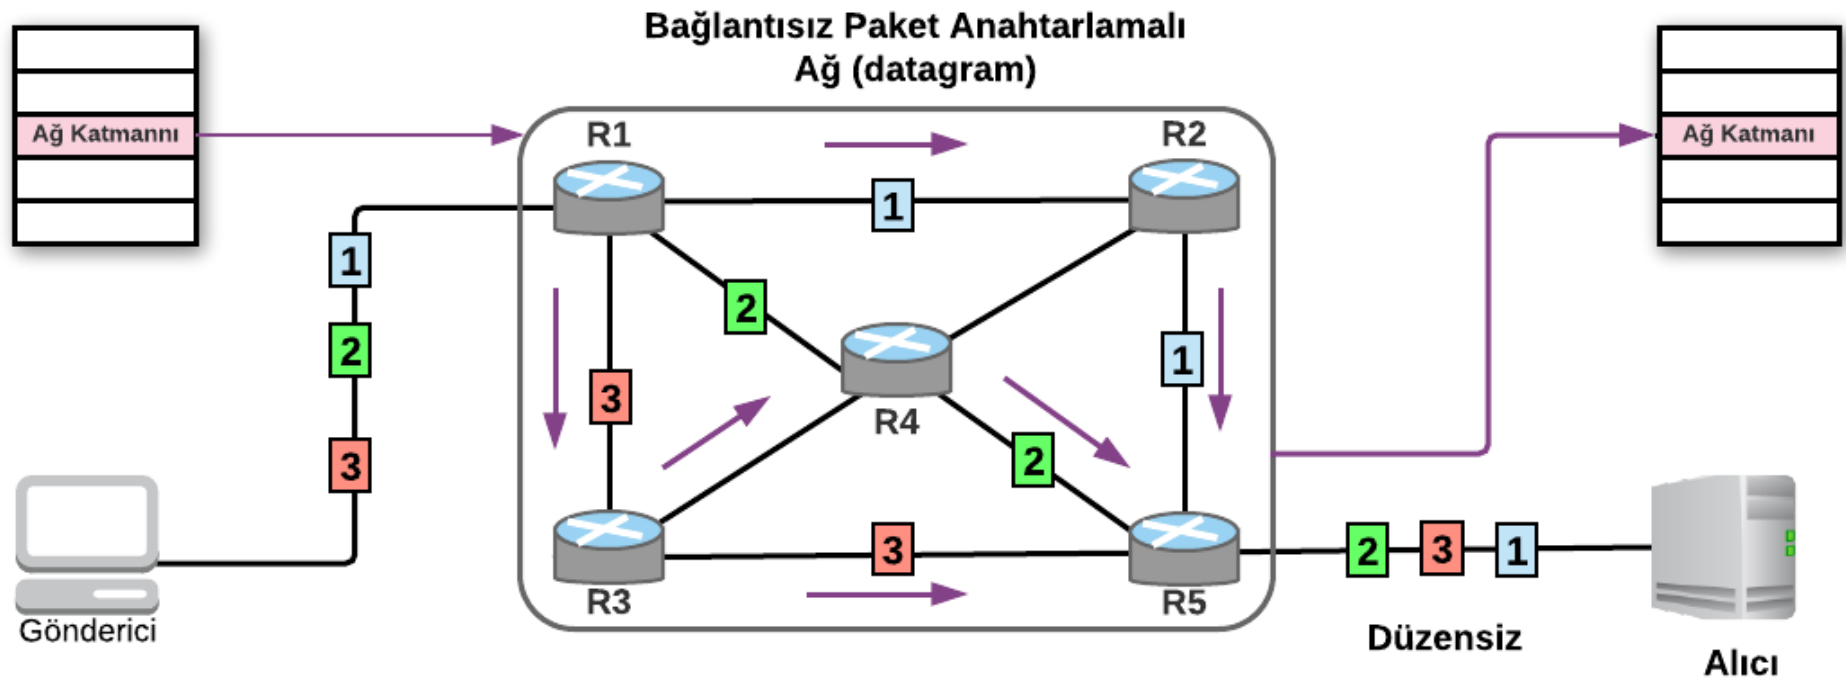 Bağlantısız Paket Anahtarlamalı
Ağ (datagram)
Ağ Katmannı
Ağ Katmanı
R1
R2
1
1
2
2
1
3
R4
3
2
3
2
3
1
R3
R5
Gönderici
Düzensiz
Alıcı